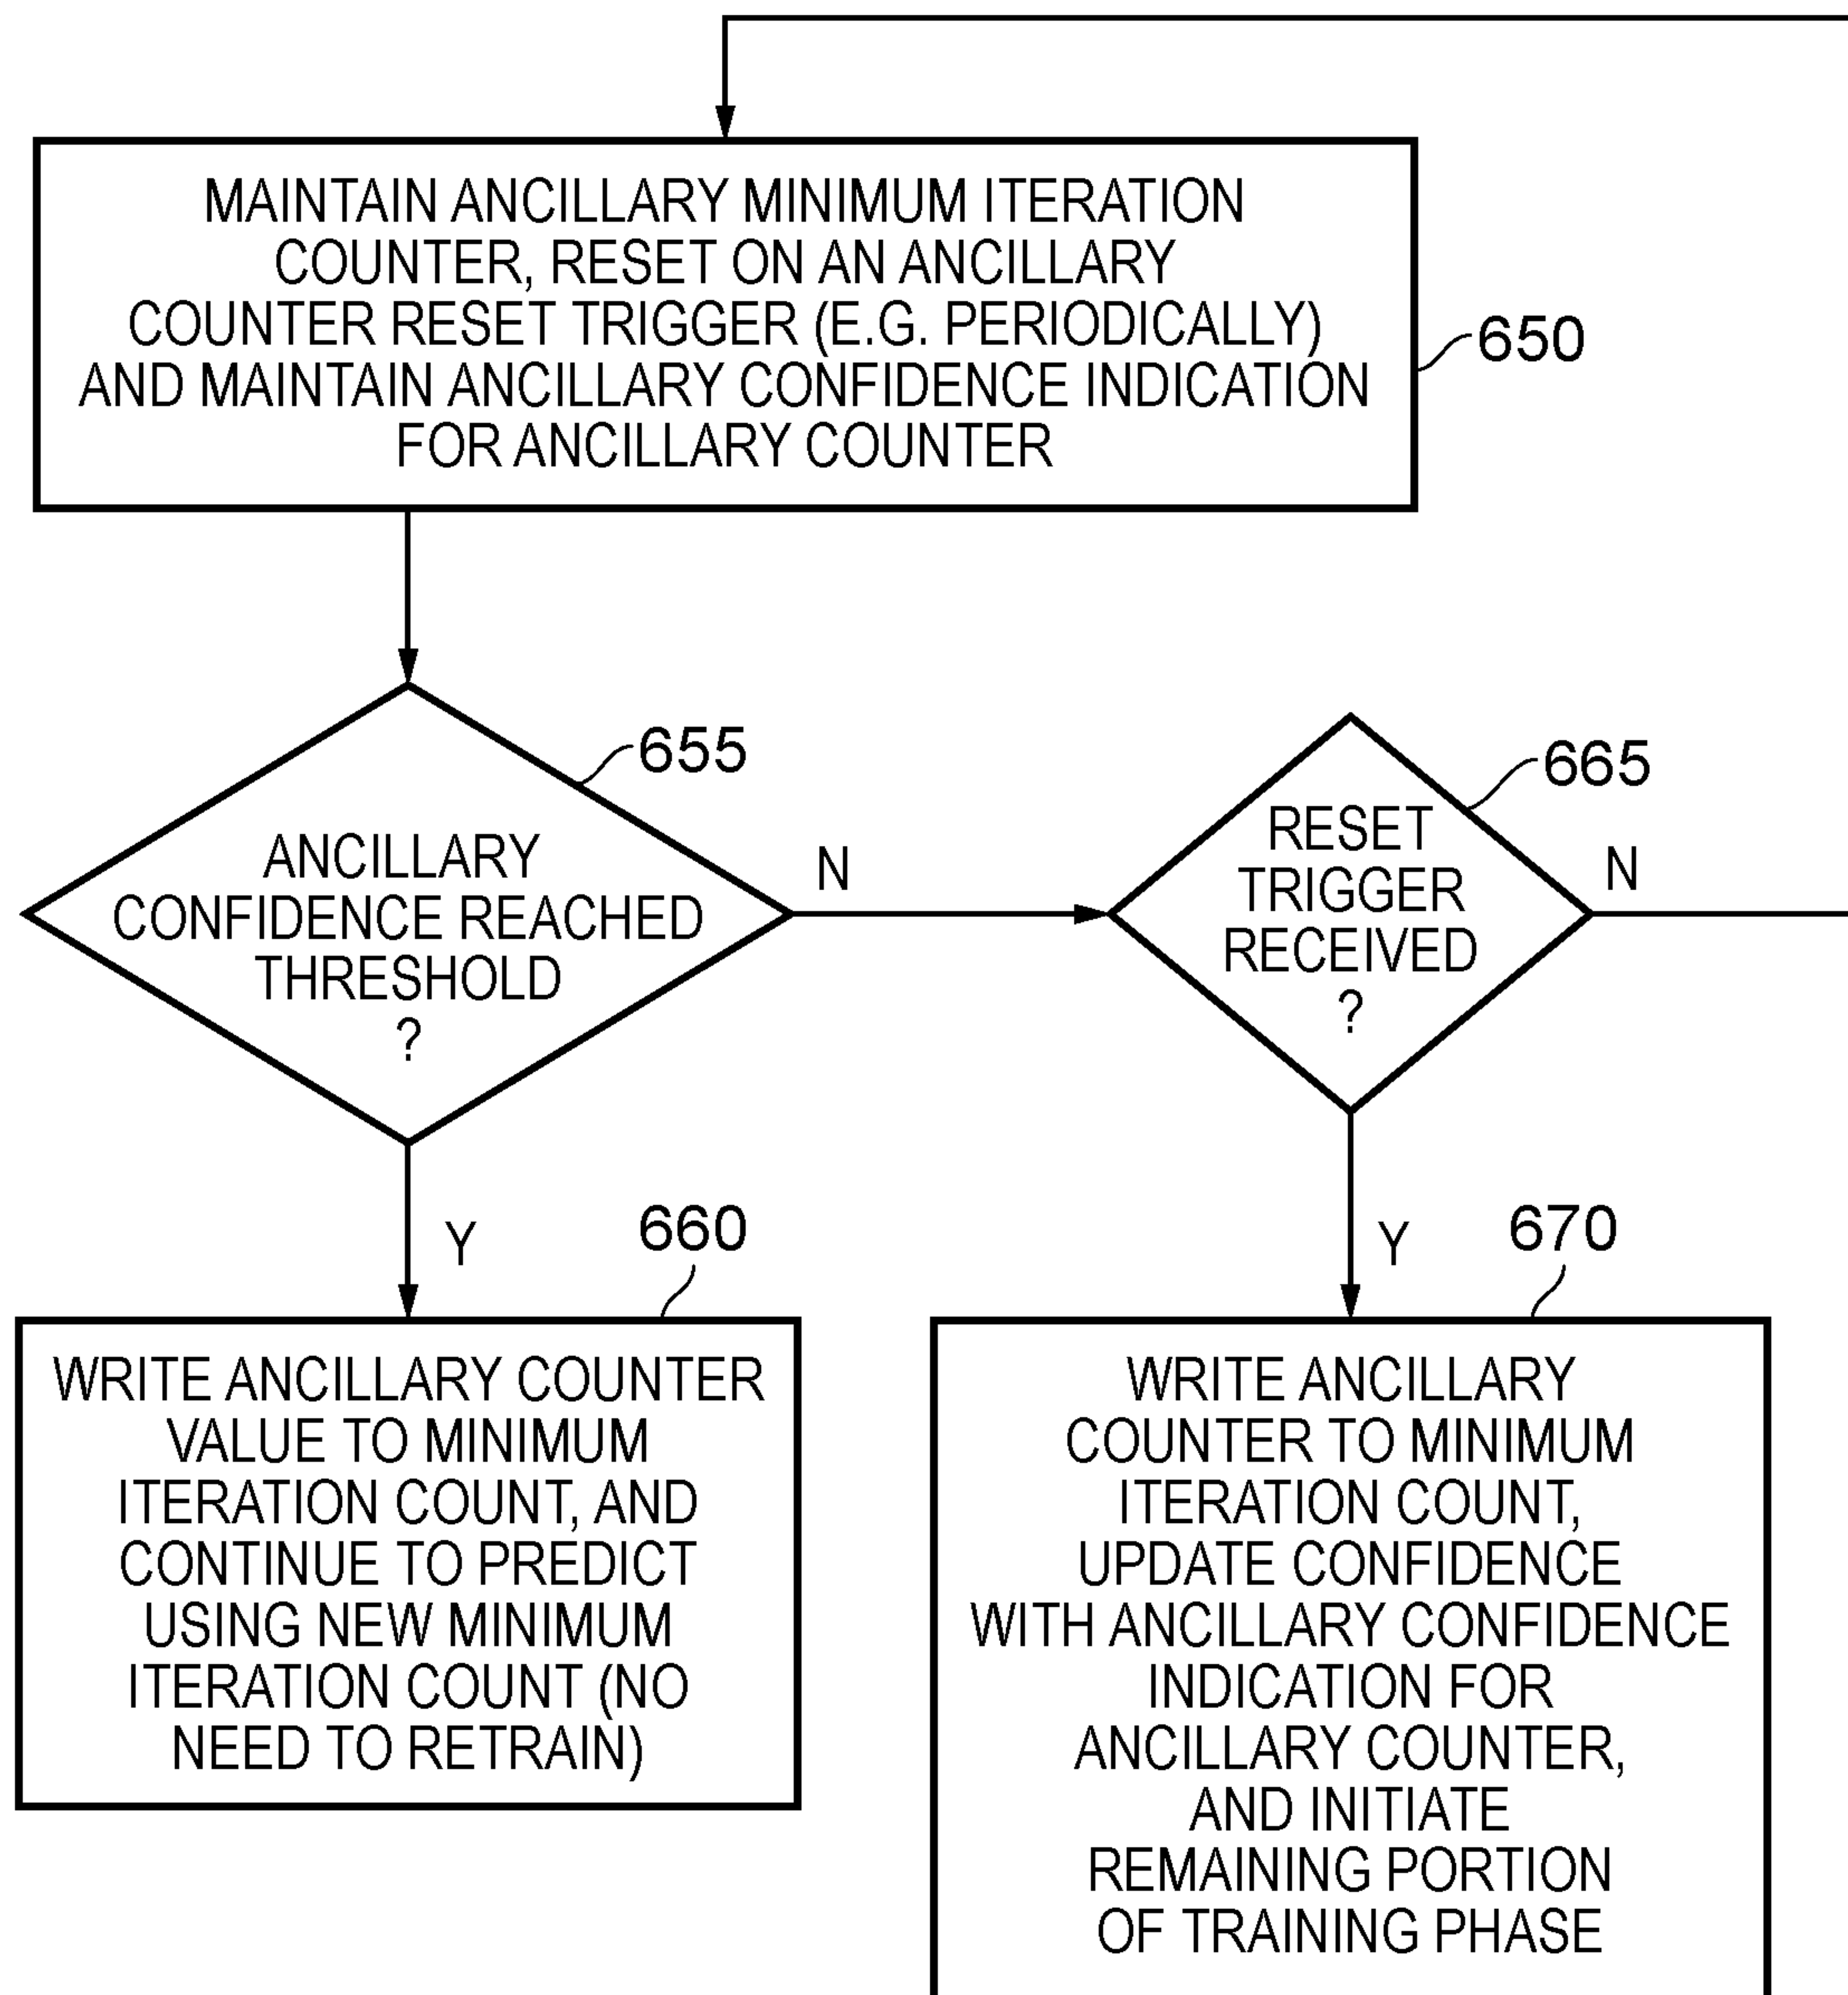 MAINTAIN ANCILLARY MINIMUM ITERATION
COUNTER, RESET ON AN ANCILLARY
COUNTER RESET TRIGGER (E.G. PERIODICALLY)
AND MAINTAIN ANCILLARY CONFIDENCE INDICATION
FOR ANCILLARY COUNTER
650
655
ANCILLARY
CONFIDENCE REACHED
THRESHOLD
?
N
665
RESET
TRIGGER
RECEIVED
?
N
Y
660
WRITE ANCILLARY COUNTER
VALUE TO MINIMUM
ITERATION COUNT, AND
CONTINUE TO PREDICT
USING NEW MINIMUM
ITERATION COUNT (NO
NEED TO RETRAIN)
Y
670
WRITE ANCILLARY
COUNTER TO MINIMUM
ITERATION COUNT,
UPDATE CONFIDENCE
WITH ANCILLARY CONFIDENCE
INDICATION FOR
ANCILLARY COUNTER,
AND INITIATE
REMAINING PORTION
OF TRAINING PHASE